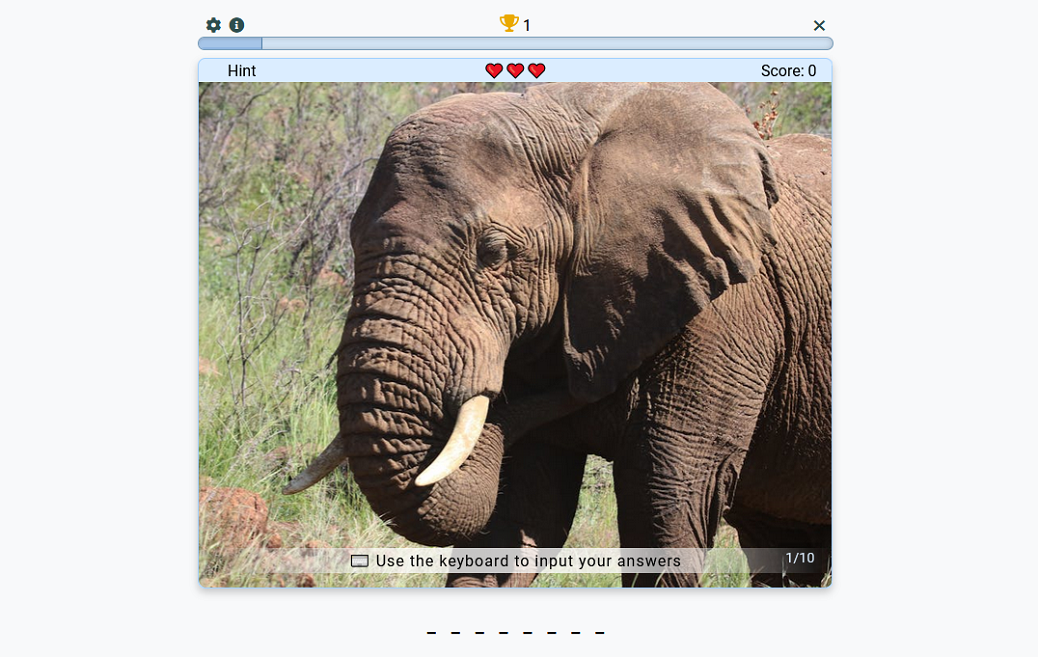 1
Hint
Score: 0
Use the keyboard to input your answers
1/10
_ _ _ _ _ _ _ _